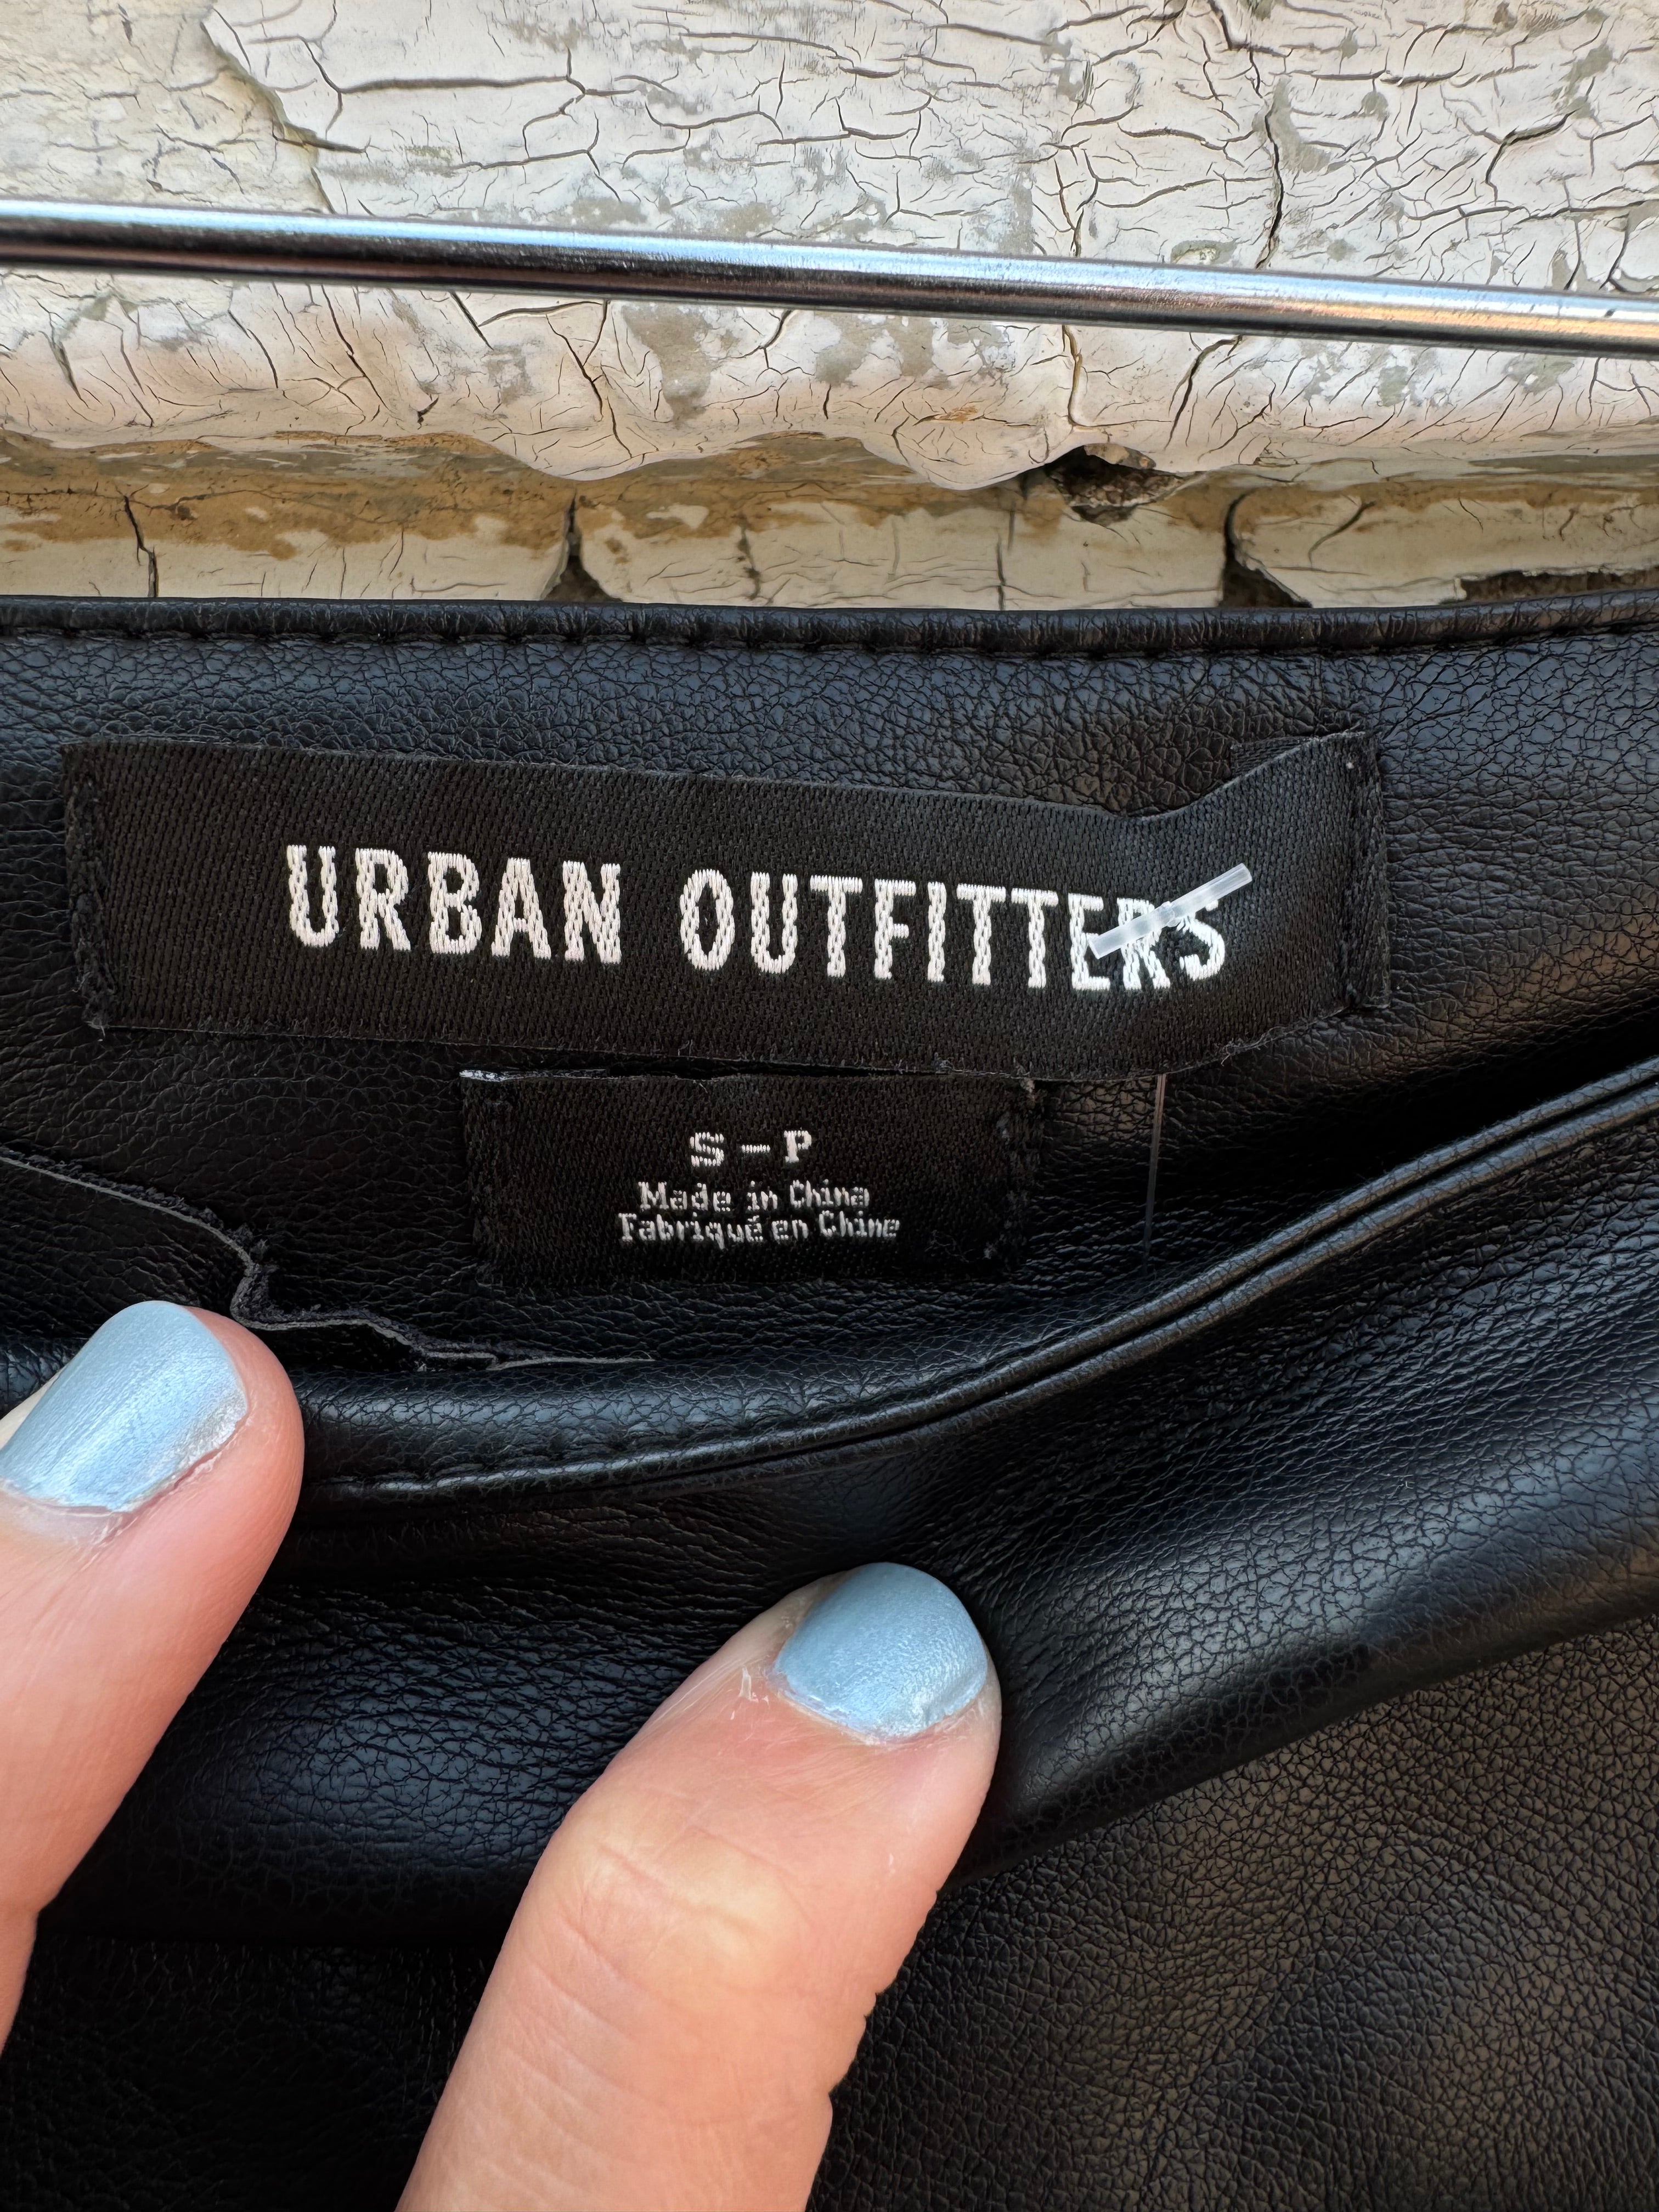 URBAN OUTFITTERS
S - P
Made in China
Fabriqué en Chine